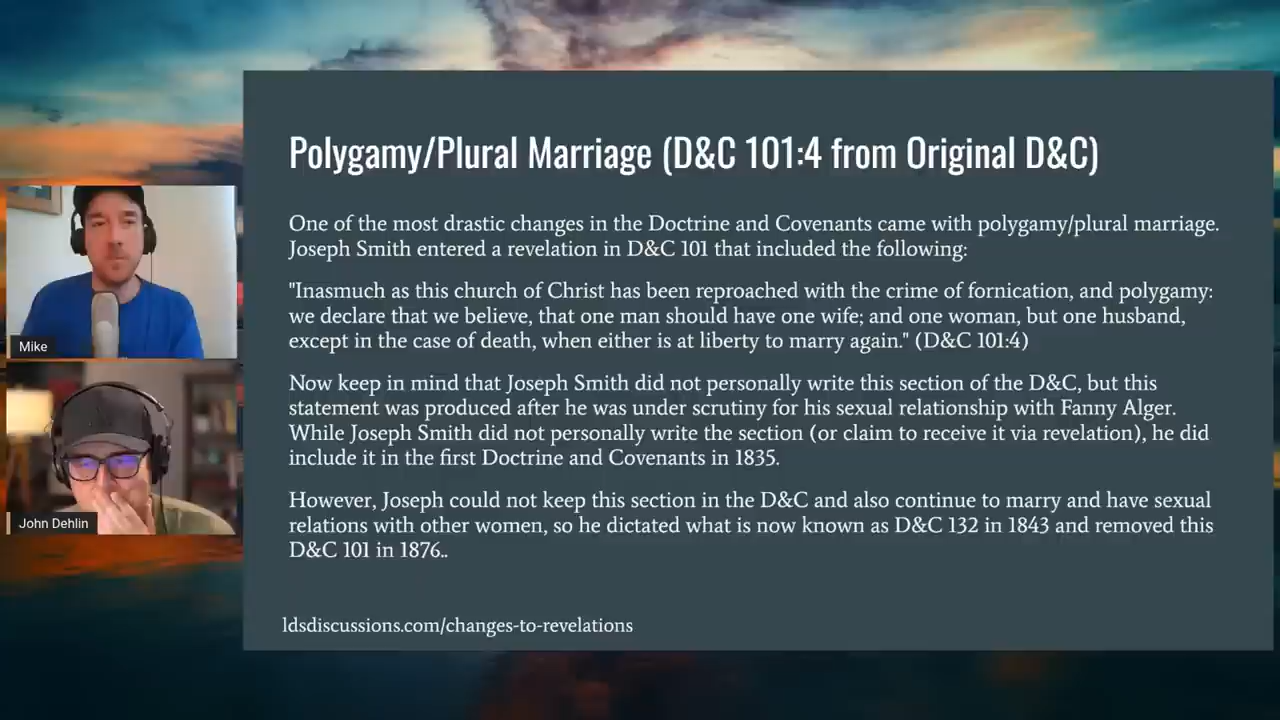 Polygamy/Plural Marriage (D&C 101:4 from Original D&C)
One of the most drastic changes in the Doctrine and Covenants came with polygamy/plural marriage.
Joseph Smith entered a revelation in D&C 101 that included the following:
"Inasmuch as this church of Christ has been reproached with the crime of fornication, and polygamy:
we declare that we believe, that one man should have one wife; and one woman, but one husband,
except in the case of death, when either is at liberty to marry again." (D&C 101:4)
Now keep in mind that Joseph Smith did not personally write this section of the D&C, but this
statement was produced after he was under scrutiny for his sexual relationship with Fanny Alger.
While Joseph Smith did not personally write the section (or claim to receive it via revelation), he did
include it in the first Doctrine and Covenants in 1835.
However, Joseph could not keep this section in the D&C and also continue to marry and have sexual
relations with other women, so he dictated what is now known as D&C 132 in 1843 and removed this
D&C 101 in 1876..
ldsdiscussions.com/changes-to-revelations
Mike
John Dehlin